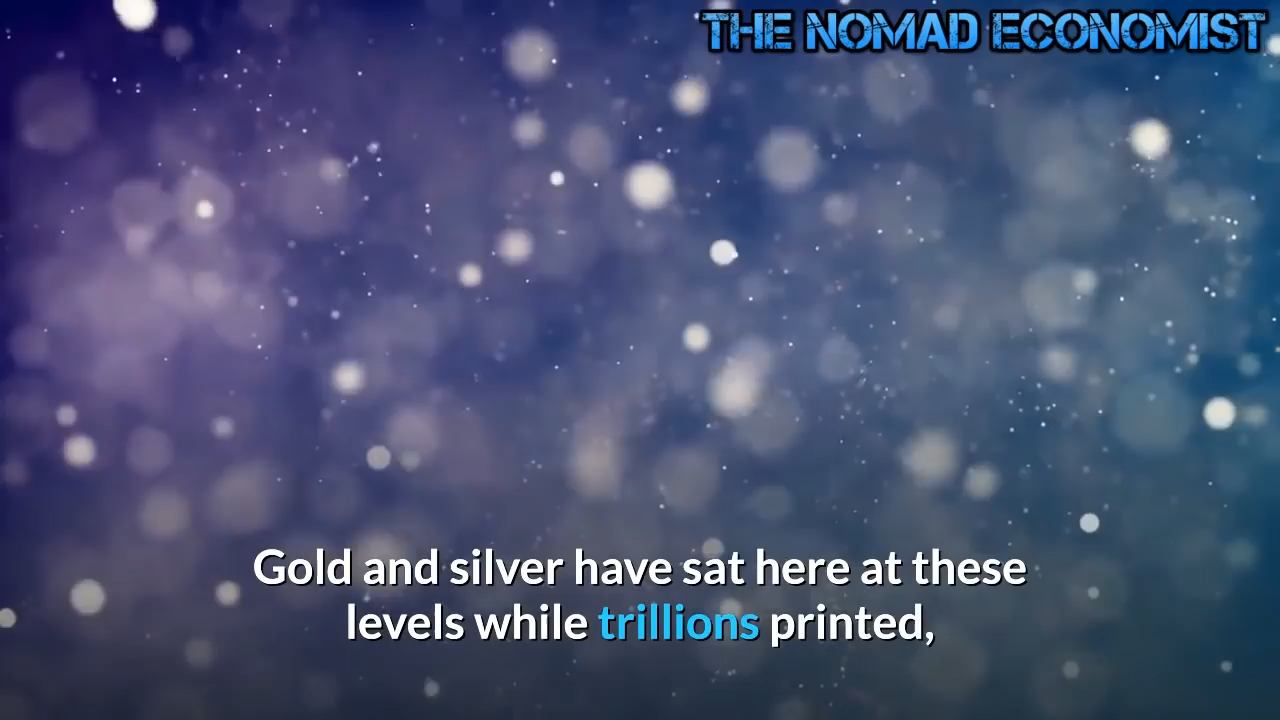 THE NOMAD ECONOMIST
Gold and silver have sat here at these
levels while trillions printed,